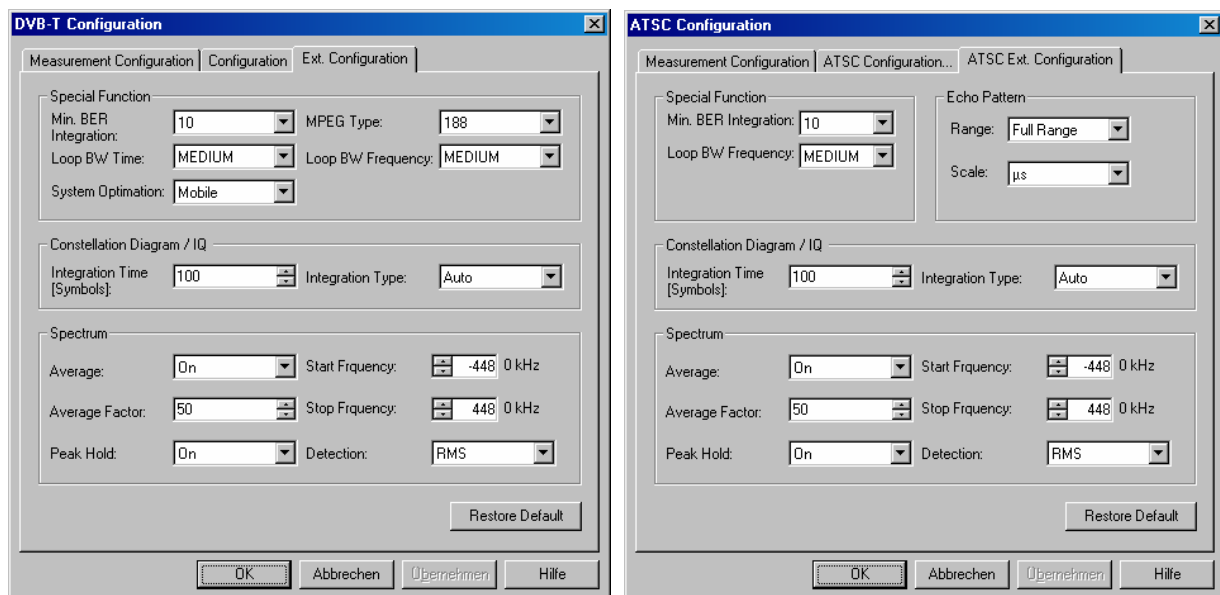 DVB-T Configuration
Measurement Configuration Configuration Ext. Configuration
Special Function
Min. BER Integration: 10 MPEG Type: 188
Loop BW Time: MEDIUM Loop BW Frequency: MEDIUM
System Optimation: Mobile
Constellation Diagram / IQ
Integration Time [Symbols]: 100 Integration Type: Auto
Spectrum
Average: On Start Frquency: -448 0 kHz
Average Factor: 50 Stop Frquency: 448 0 kHz
Peak Hold: On Detection: RMS
Restore Default
OK Abbrechen Übernehmen Hilfe
ATSC Configuration
Measurement Configuration ATSC Configuration... ATSC Ext. Configuration
Special Function
Min. BER Integration: 10
Loop BW Frequency: MEDIUM
Echo Pattern
Range: Full Range
Scale: µs
Constellation Diagram / IQ
Integration Time [Symbols]: 100 Integration Type: Auto
Spectrum
Average: On Start Frquency: -448 0 kHz
Average Factor: 50 Stop Frquency: 448 0 kHz
Peak Hold: On Detection: RMS
Restore Default
OK Abbrechen Übernehmen Hilfe